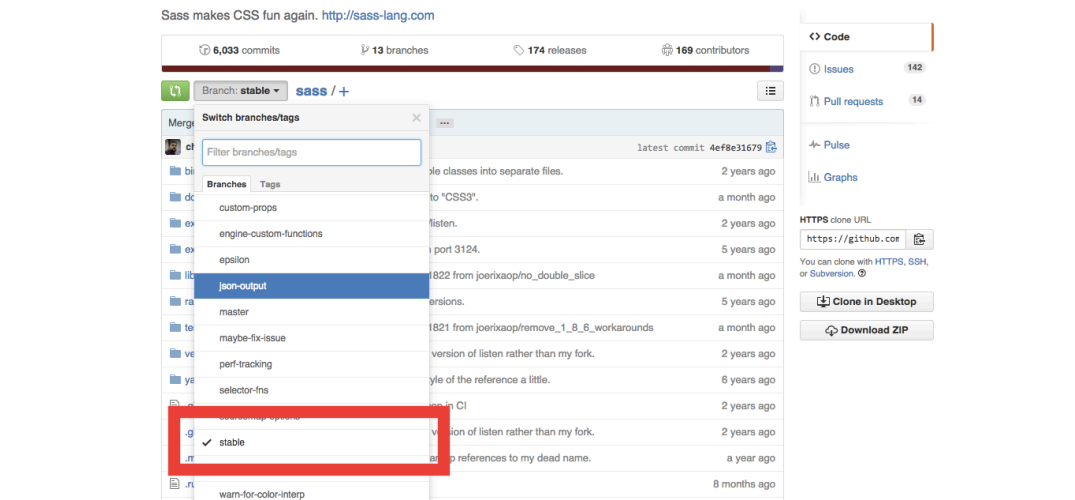 Sass makes CSS fun again. http://sass-lang.com
6,033 commits
13 branches
174 releases
169 contributors
Branch: stable
sass / +
Switch branches/tags
Filter branches/tags
Branches Tags
custom-props
engine-custom-functions
epsilon
json-output
master
maybe-fix-issue
perf-tracking
selector-fns
sourcemap-options
stable
warn-for-color-interp
Merge
latest commit 4ef8e31679
classes into separate files. 2 years ago
to "CSS3". a month ago
/listen. 2 years ago
port 3124. 5 years ago
lib 1822 from joerixaop/no_double_slice a month ago
5 years ago
1821 from joerixaop/remove_1_8_6_workarounds a month ago
version of listen rather than my fork. 2 years ago
of the reference a little. 6 years ago
in CI 2 years ago
of listen rather than my fork. 2 years ago
references to my dead name. a year ago
8 months ago
Code
Issues 142
Pull requests 14
Pulse
Graphs
HTTPS clone URL
https://github.com
You can clone with HTTPS, SSH,
or Subversion.
Clone in Desktop
Download ZIP